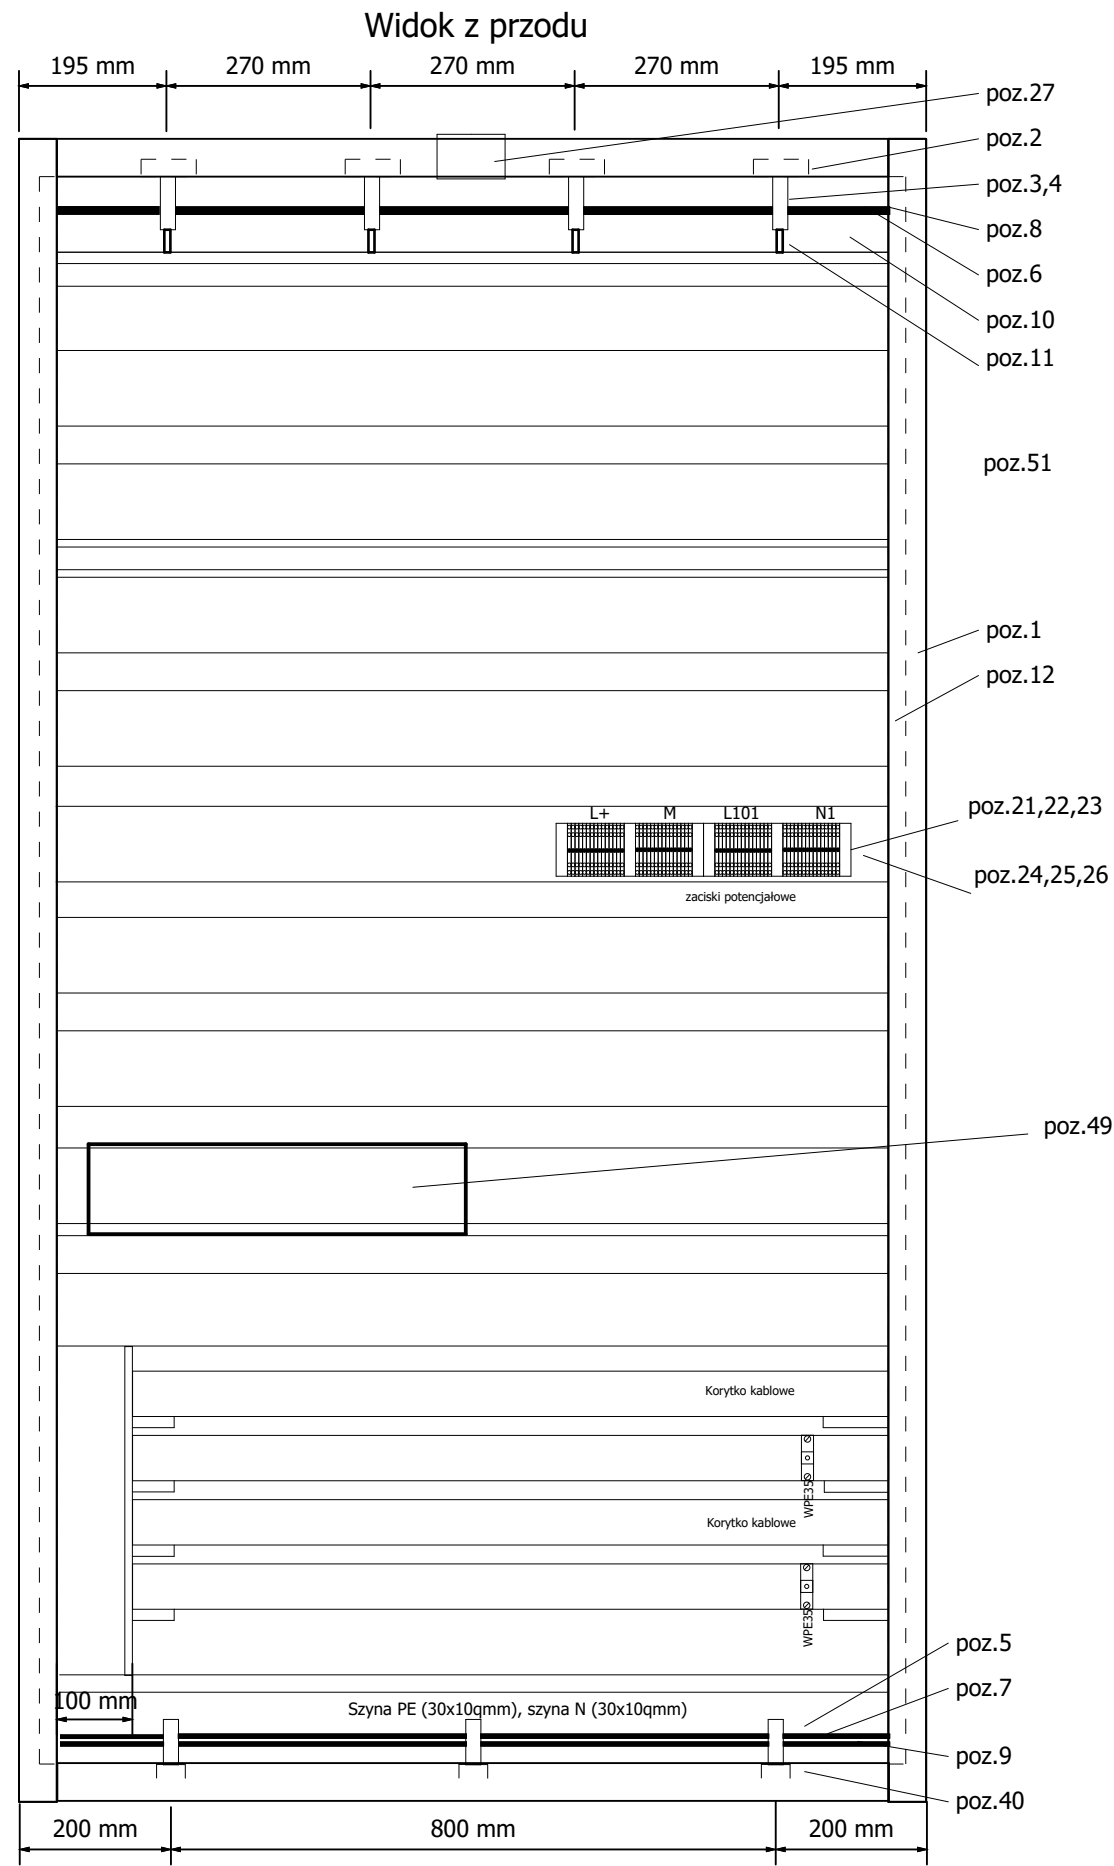 Widok z przodu
195 mm 270 mm 270 mm 270 mm 195 mm
poz.27
poz.2
poz.3,4
poz.8
poz.6
poz.10
poz.11
poz.51
poz.1
poz.12
L+ M L101 N1
poz.21,22,23
poz.24,25,26
zaciski potencjałowe
poz.49
Korytko kablowe
WPE35
Korytko kablowe
WPE35
poz.5
poz.7
100 mm
Szyna PE (30x10qmm), szyna N (30x10qmm)
poz.9
poz.40
200 mm 800 mm 200 mm